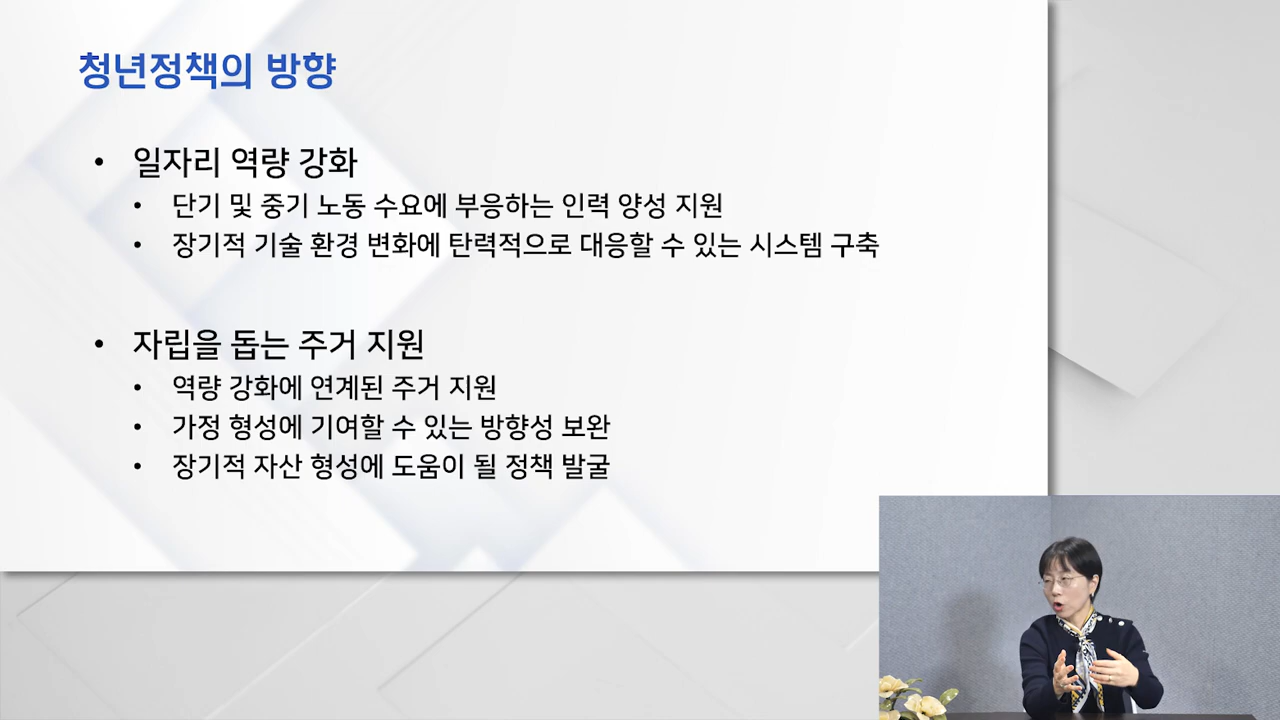 청년정책의 방향
• 일자리 역량 강화
• 단기 및 중기 노동 수요에 부응하는 인력 양성 지원
• 장기적 기술 환경 변화에 탄력적으로 대응할 수 있는 시스템 구축
• 자립을 돕는 주거 지원
• 역량 강화에 연계된 주거 지원
• 가정 형성에 기여할 수 있는 방향성 보완
• 장기적 자산 형성에 도움이 될 정책 발굴